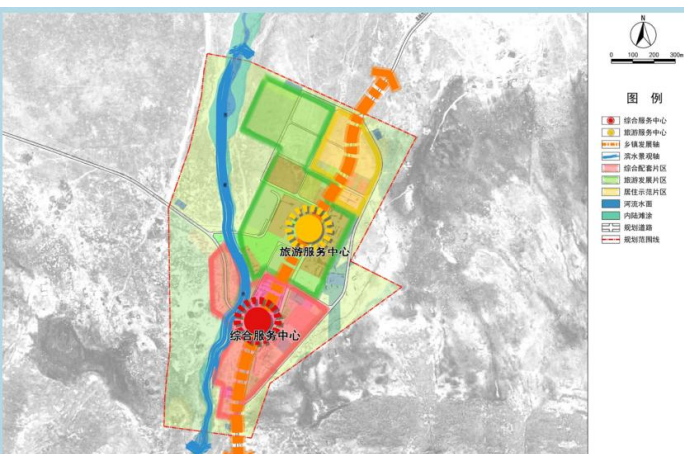 N
0 100 200 300m
图 例
综合服务中心
旅游服务中心
乡镇发展轴
滨水景观轴
综合配套片区
旅游发展片区
居住示范片区
河流水面
内陆滩涂
规划道路
规划范围线
旅游服务中心
综合服务中心